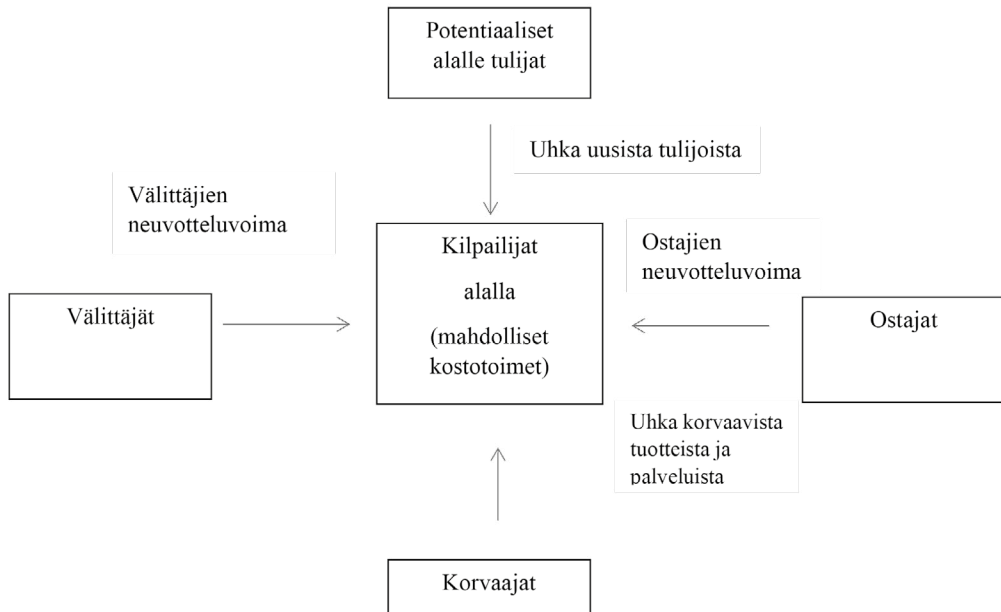 Potentiaaliset
alalle tulijat
Uhka uusista tulijoista
Välittäjien
neuvotteluvoima
Kilpailijat
alalla
(mahdolliset
kostotoimet)
Ostajien
neuvotteluvoima
Välittäjät
Ostajat
Uhka korvaavista
tuotteista ja
palveluista
Korvaajat